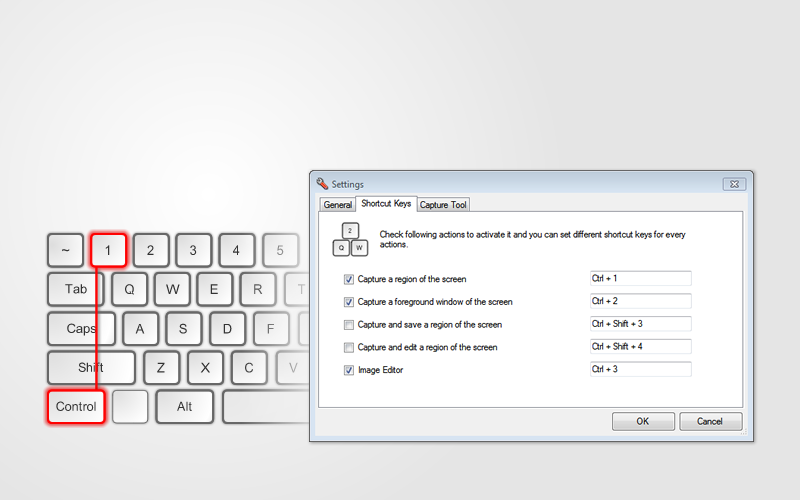 Settings
General Shortcut Keys Capture Tool
2
Q W
Check following actions to activate it and you can set different shortcut keys for every
actions.
Capture a region of the screen Ctrl + 1
Capture a foreground window of the screen Ctrl + 2
Capture and save a region of the screen Ctrl + Shift + 3
Capture and edit a region of the screen Ctrl + Shift + 4
Image Editor Ctrl + 3
OK Cancel
~ 1 2 3 4 5
Tab Q W E R T
Caps A S D F
Shift Z X C V
Control Alt